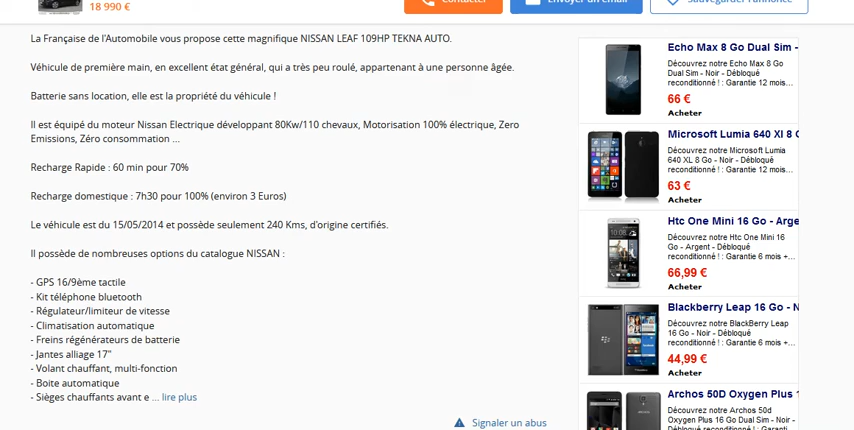 18 990 €
Contacter
Envoyer un email
Sauvegarder l'annonce
La Française de l'Automobile vous propose cette magnifique NISSAN LEAF 109HP TEKNA AUTO.
Véhicule de première main, en excellent état général, qui a très peu roulé, appartenant à une personne âgée.
Batterie sans location, elle est la propriété du véhicule !
Il est équipé du moteur Nissan Electrique développant 80Kw/110 chevaux, Motorisation 100% électrique, Zero
Emissions, Zéro consommation ...
Recharge Rapide : 60 min pour 70%
Recharge domestique : 7h30 pour 100% (environ 3 Euros)
Le véhicule est du 15/05/2014 et possède seulement 240 Kms, d'origine certifiés.
Il possède de nombreuses options du catalogue NISSAN :
- GPS 16/9ème tactile
- Kit téléphone bluetooth
- Régulateur/limiteur de vitesse
- Climatisation automatique
- Freins régénérateurs de batterie
- Jantes alliage 17"
- Volant chauffant, multi-fonction
- Boite automatique
- Sièges chauffants avant e ... lire plus
Signaler un abus
Echo Max 8 Go Dual Sim -
Découvrez notre Echo Max 8 Go
Dual Sim - Noir - Débloqué
reconditionné ! : Garantie 12 mois...
66 €
Acheter
Microsoft Lumia 640 Xl 8 G
Découvrez notre Microsoft Lumia
640 XL 8 Go - Noir - Débloqué
reconditionné ! : Garantie 12 mois...
63 €
Acheter
Htc One Mini 16 Go - Arge
Découvrez notre Htc One Mini 16
Go - Argent - Débloqué
reconditionné ! : Garantie 6 mois +...
66,99 €
Acheter
Blackberry Leap 16 Go - N
Découvrez notre BlackBerry Leap
16 Go - Noir - Débloqué
reconditionné ! : Garantie 6 mois +...
44,99 €
Acheter
Archos 50D Oxygen Plus 1
Découvrez notre Archos 50d
Oxygen Plus 16 Go Dual Sim - Noir -
Débloqué reconditionné ! : Garantie